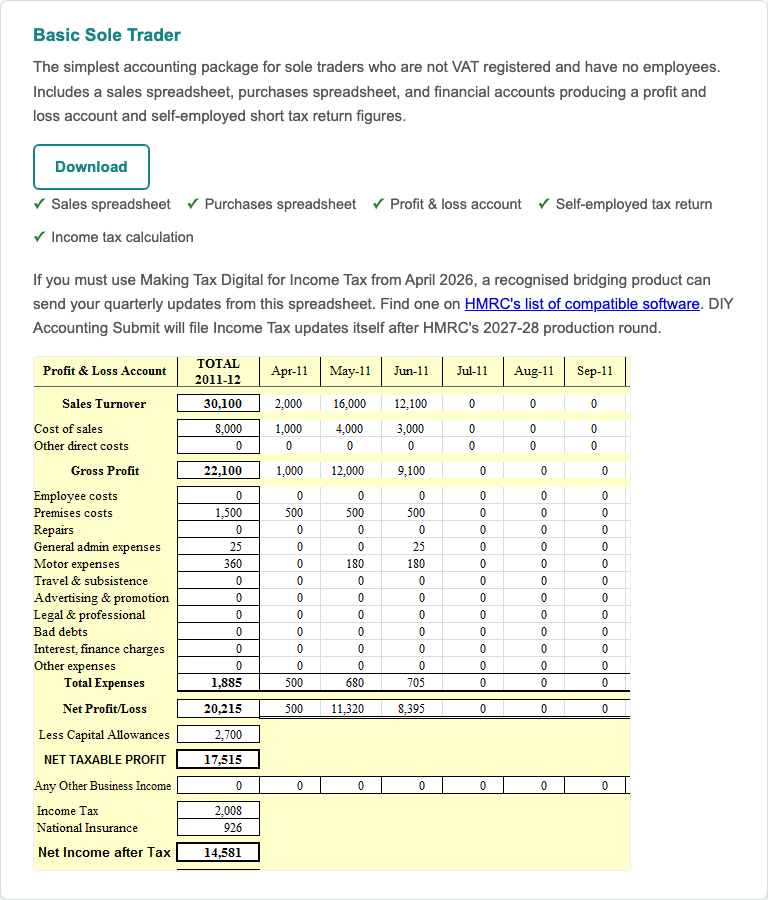 Basic Sole Trader
The simplest accounting package for sole traders who are not VAT registered and have no employees.
Includes a sales spreadsheet, purchases spreadsheet, and financial accounts producing a profit and
loss account and self-employed short tax return figures.
Download
✓ Sales spreadsheet ✓ Purchases spreadsheet ✓ Profit & loss account ✓ Self-employed tax return
✓ Income tax calculation
If you must use Making Tax Digital for Income Tax from April 2026, a recognised bridging product can
send your quarterly updates from this spreadsheet. Find one on HMRC's list of compatible software. DIY
Accounting Submit will file Income Tax updates itself after HMRC's 2027-28 production round.
Profit & Loss Account TOTAL 2011-12 Apr-11 May-11 Jun-11 Jul-11 Aug-11 Sep-11
Sales Turnover 30,100 2,000 16,000 12,100 0 0 0
Cost of sales 8,000 1,000 4,000 3,000 0 0 0
Other direct costs 0 0 0 0 0 0 0
Gross Profit 22,100 1,000 12,000 9,100 0 0 0
Employee costs 0 0 0 0 0 0 0
Premises costs 1,500 500 500 500 0 0 0
Repairs 0 0 0 0 0 0 0
General admin expenses 25 0 0 25 0 0 0
Motor expenses 360 0 180 180 0 0 0
Travel & subsistence 0 0 0 0 0 0 0
Advertising & promotion 0 0 0 0 0 0 0
Legal & professional 0 0 0 0 0 0 0
Bad debts 0 0 0 0 0 0 0
Interest, finance charges 0 0 0 0 0 0 0
Other expenses 0 0 0 0 0 0 0
Total Expenses 1,885 500 680 705 0 0 0
Net Profit/Loss 20,215 500 11,320 8,395 0 0 0
Less Capital Allowances 2,700
NET TAXABLE PROFIT 17,515
Any Other Business Income 0 0 0 0 0 0 0
Income Tax 2,008
National Insurance 926
Net Income after Tax 14,581